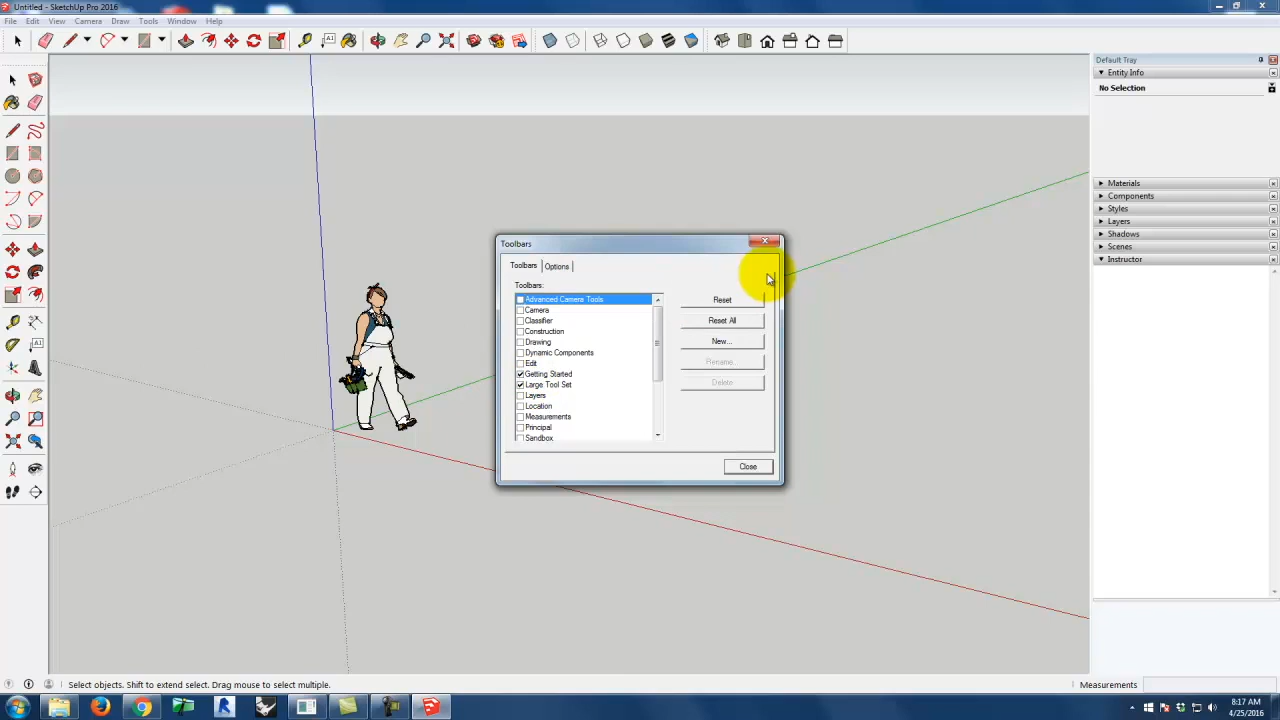 Untitled - SketchUp Pro 2016
File Edit View Camera Draw Tools Window Help
Default Tray
Entity Info
No Selection
Materials
Components
Styles
Layers
Shadows
Scenes
Instructor
Toolbars
Toolbars Options
Toolbars:
Advanced Camera Tools
Camera
Classifier
Construction
Drawing
Dynamic Components
Edit
Getting Started
Large Tool Set
Layers
Location
Measurements
Principal
Sandbox
Reset
Reset All
New...
Rename...
Delete
Close
Select objects. Shift to extend select. Drag mouse to select multiple.
Measurements
8:17 AM
4/25/2016